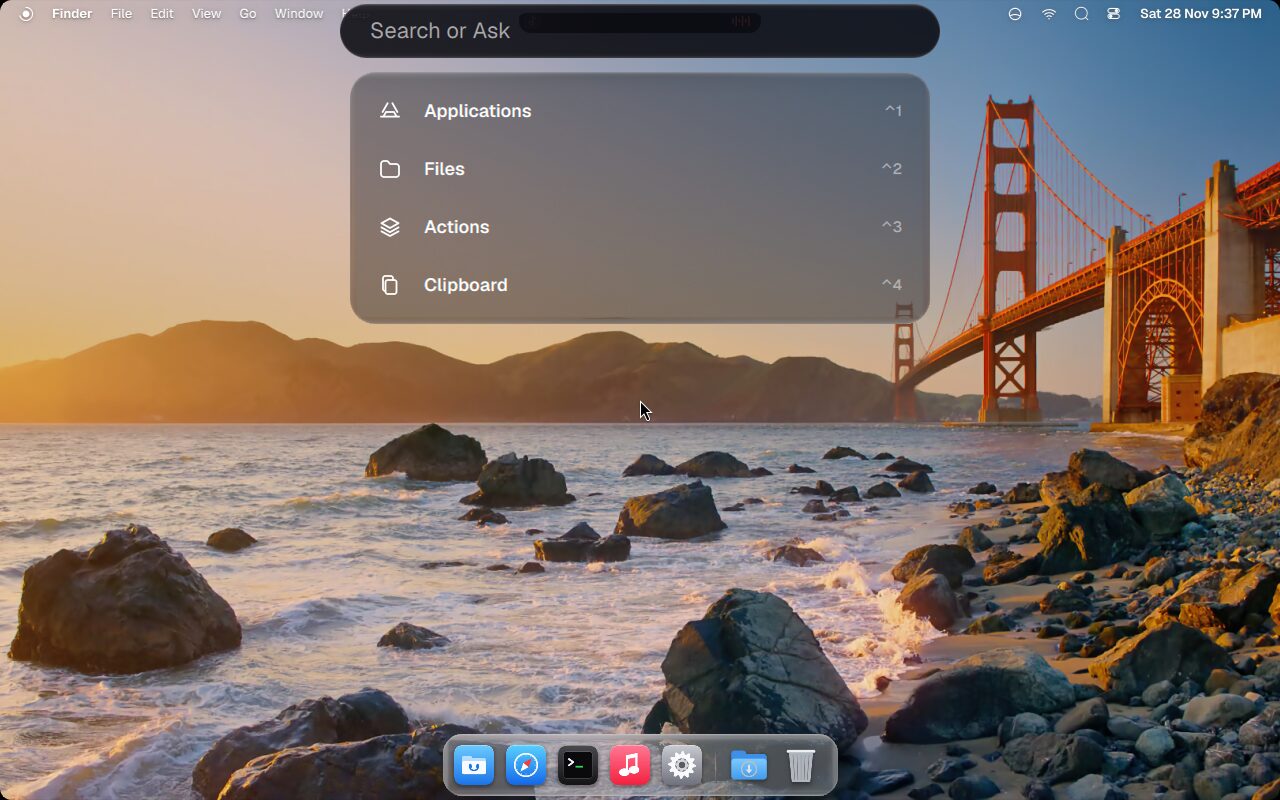 Finder File Edit View Go Window Sat 28 Nov 9:37 PM
Search or Ask
Applications ^1
Files ^2
Actions ^3
Clipboard ^4